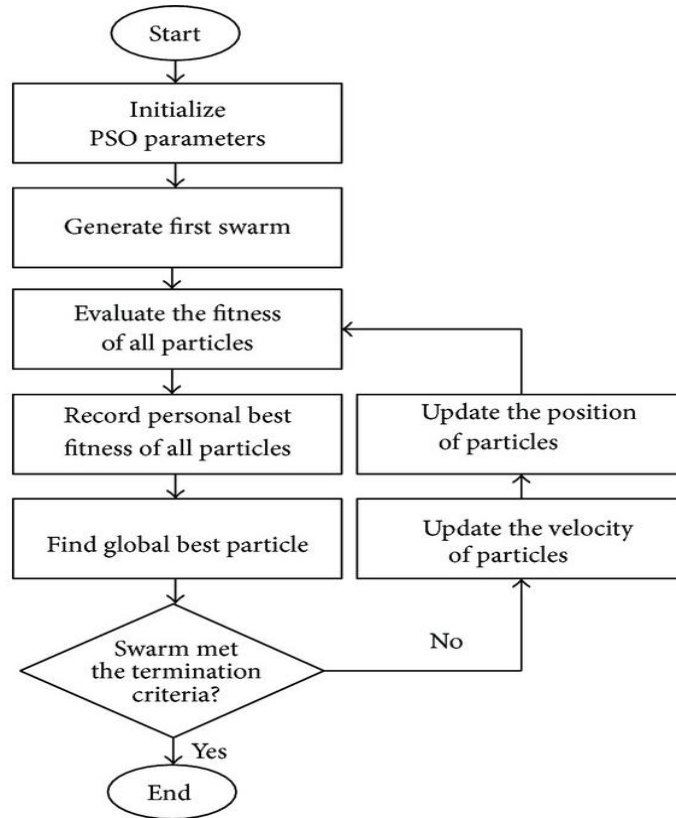 Start
Initialize
PSO parameters
Generate first swarm
Evaluate the fitness
of all particles
Record personal best
fitness of all particles
Find global best particle
Swarm met
the termination
criteria?
Yes
End
No
Update the velocity
of particles
Update the position
of particles